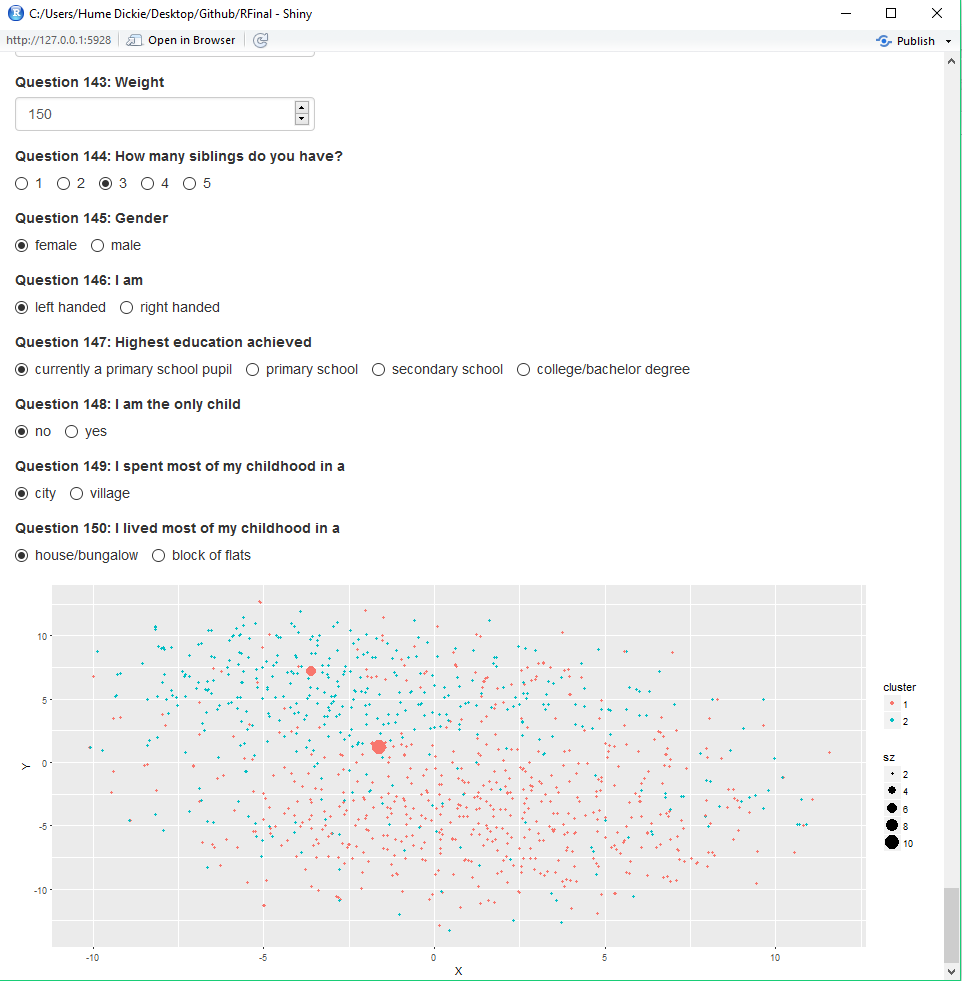 C:/Users/Hume Dickie/Desktop/Github/RFinal - Shiny
http://127.0.0.1:5928 Open in Browser Publish
Question 143: Weight
150
Question 144: How many siblings do you have?
1 2 3 4 5
Question 145: Gender
female male
Question 146: I am
left handed right handed
Question 147: Highest education achieved
currently a primary school pupil primary school secondary school college/bachelor degree
Question 148: I am the only child
no yes
Question 149: I spent most of my childhood in a
city village
Question 150: I lived most of my childhood in a
house/bungalow block of flats
10
5
0
-5
-10
Y
-10 -5 0 5 10
X
cluster
1
2
sz
2
4
6
8
10